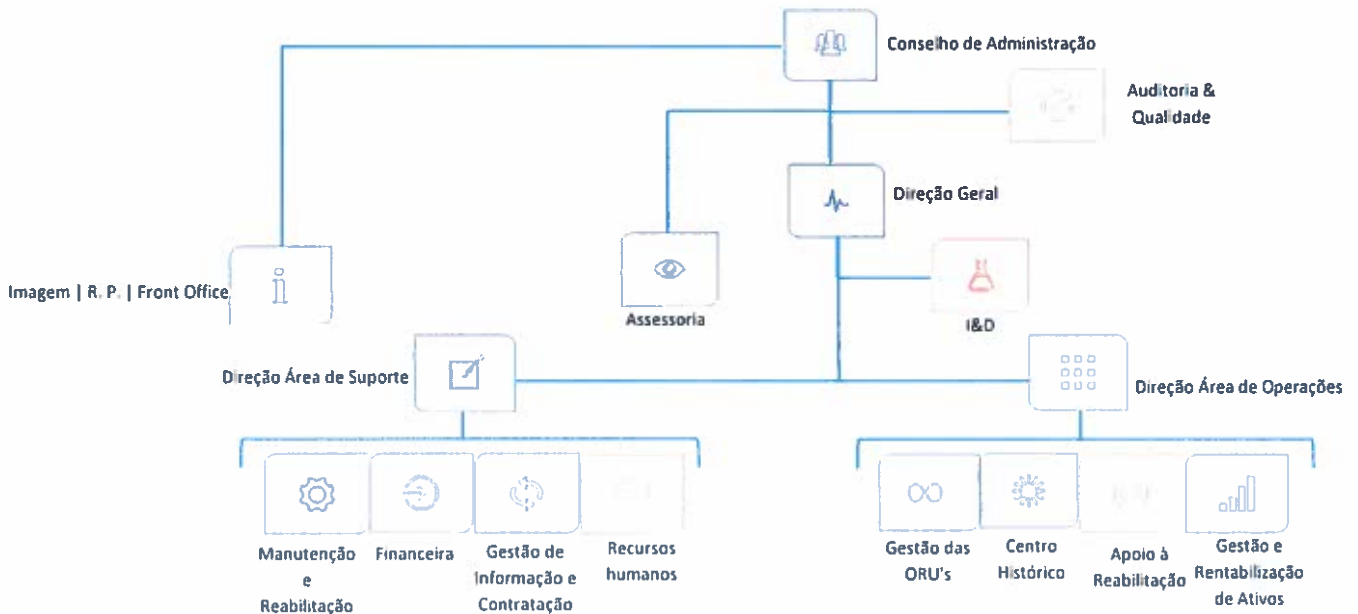 Conselho de Administração
Auditoria &
Qualidade
Direção Geral
Imagem | R. P. | Front Office
Assessoria
I&D
Direção Área de Suporte
Direção Área de Operações
Manutenção
e
Reabilitação
Financeira
Gestão de
Informação e
Contratação
Recursos
humanos
Gestão das
ORU's
Centro
Histórico
Apoio à
Reabilitação
Gestão e
Rentabilização
de Ativos